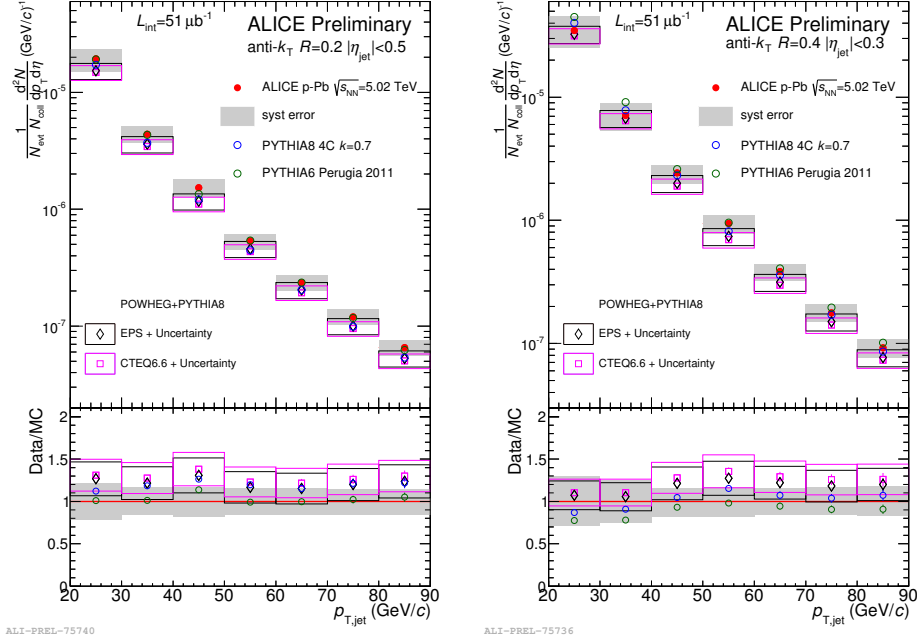 L_int=51 μb^-1
ALICE Preliminary
anti-k_T R=0.2 |η_jet|<0.5
ALICE p-Pb √s_NN=5.02 TeV
syst error
PYTHIA8 4C k=0.7
PYTHIA6 Perugia 2011
1/(N_evt N_coll) d^2N/(dp_T dη) (GeV/c)^-1
10^-5
10^-6
10^-7
POWHEG+PYTHIA8
EPS + Uncertainty
CTEQ6.6 + Uncertainty
Data/MC
2
1.5
1
0.5
0
20 30 40 50 60 70 80 90
p_T,jet (GeV/c)
ALI-PREL-75740
L_int=51 μb^-1
ALICE Preliminary
anti-k_T R=0.4 |η_jet|<0.3
ALICE p-Pb √s_NN=5.02 TeV
syst error
PYTHIA8 4C k=0.7
PYTHIA6 Perugia 2011
1/(N_evt N_coll) d^2N/(dp_T dη) (GeV/c)^-1
10^-5
10^-6
10^-7
POWHEG+PYTHIA8
EPS + Uncertainty
CTEQ6.6 + Uncertainty
Data/MC
2
1.5
1
0.5
0
20 30 40 50 60 70 80 90
p_T,jet (GeV/c)
ALI-PREL-75736